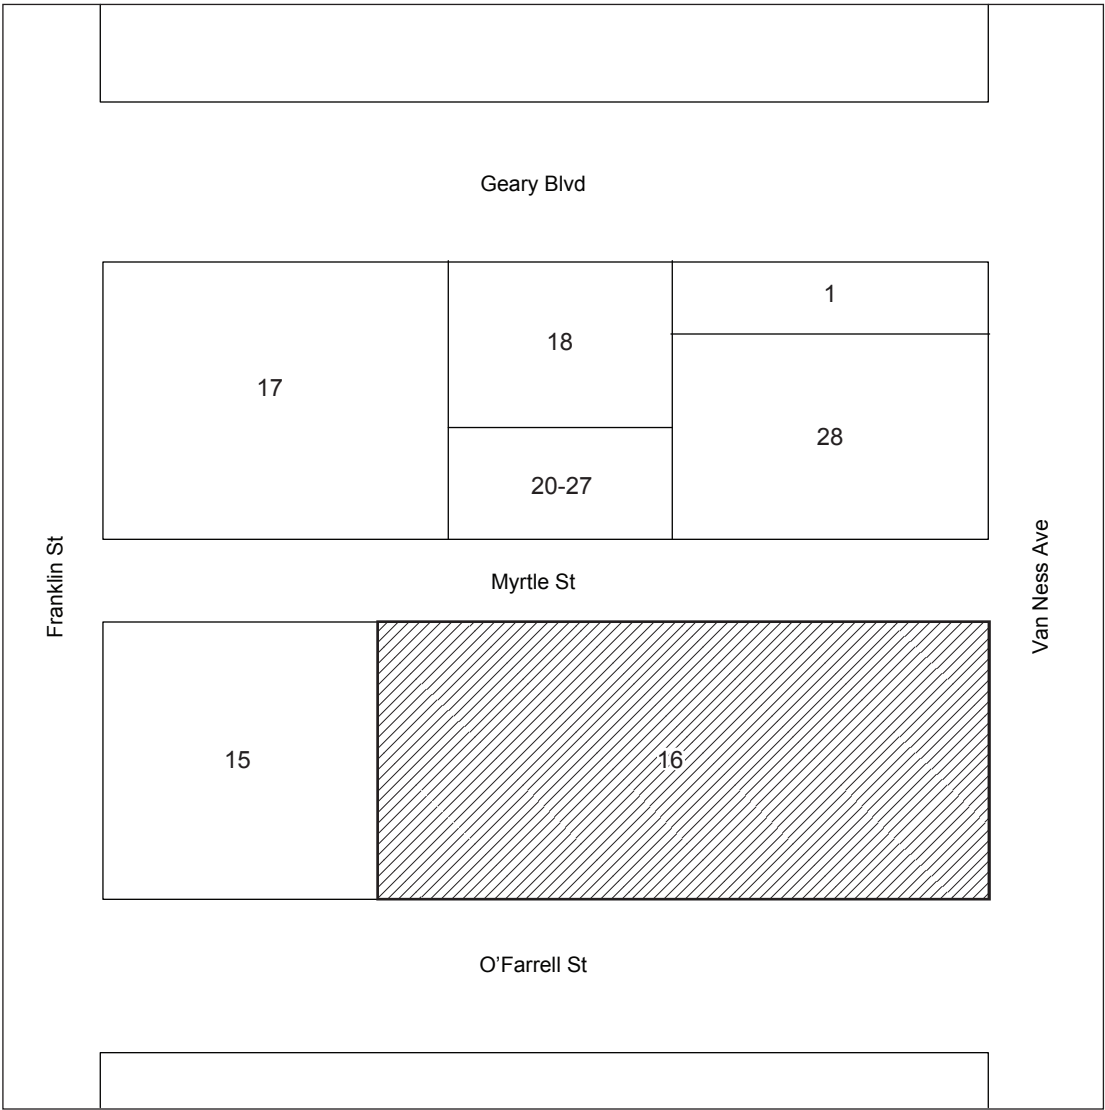 Geary Blvd
1
18
17
28
20-27
Franklin St
Myrtle St
Van Ness Ave
15
16
O’Farrell St